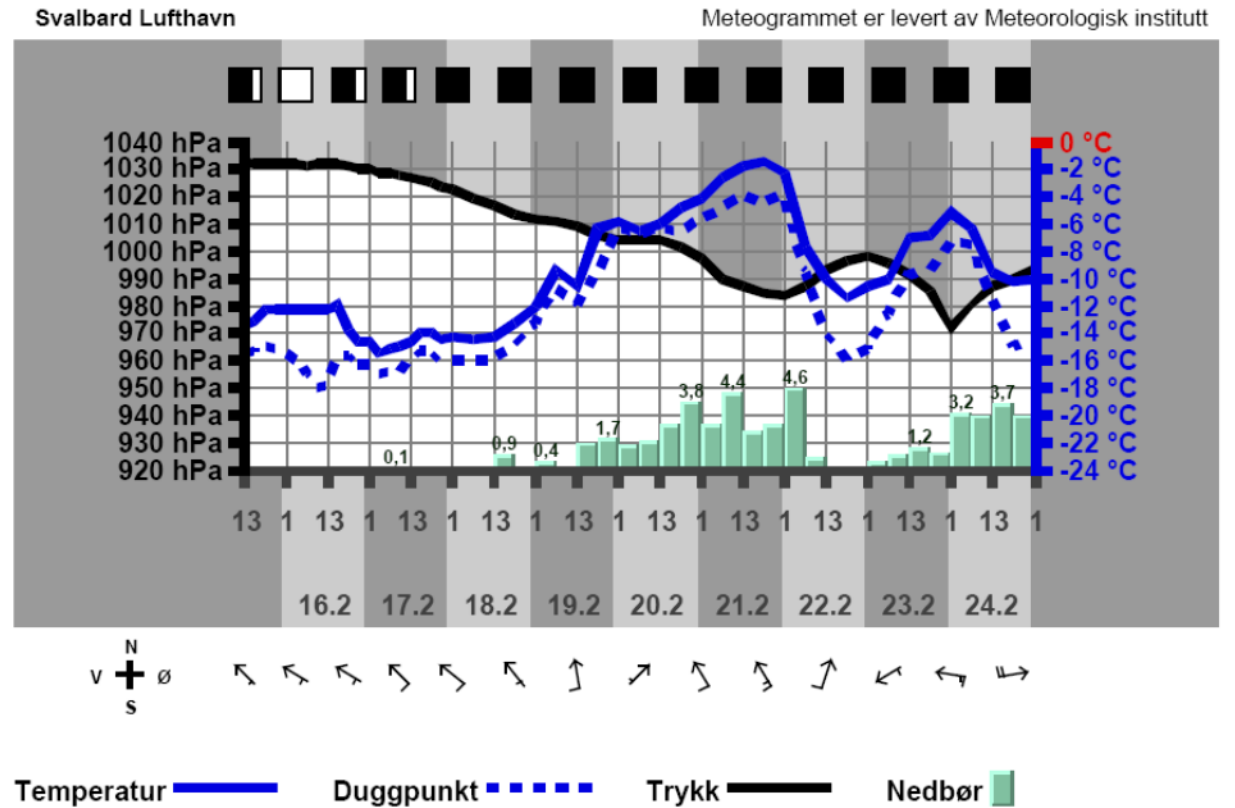 Svalbard Lufthavn Meteogrammet er levert av Meteorologisk institutt
1040 hPa 0 °C
1030 hPa -2 °C
1020 hPa -4 °C
1010 hPa -6 °C
1000 hPa -8 °C
990 hPa -10 °C
980 hPa -12 °C
970 hPa -14 °C
960 hPa -16 °C
950 hPa -18 °C
940 hPa -20 °C
930 hPa -22 °C
920 hPa -24 °C
0,1 0,9 0,4 1,7 3,8 4,4 4,6 1,2 3,2 3,7
13 1 13 1 13 1 13 1 13 1 13 1 13 1 13 1 13 1 13 1
16.2 17.2 18.2 19.2 20.2 21.2 22.2 23.2 24.2
N
V Ø
S
Temperatur Duggpunkt Trykk Nedbør